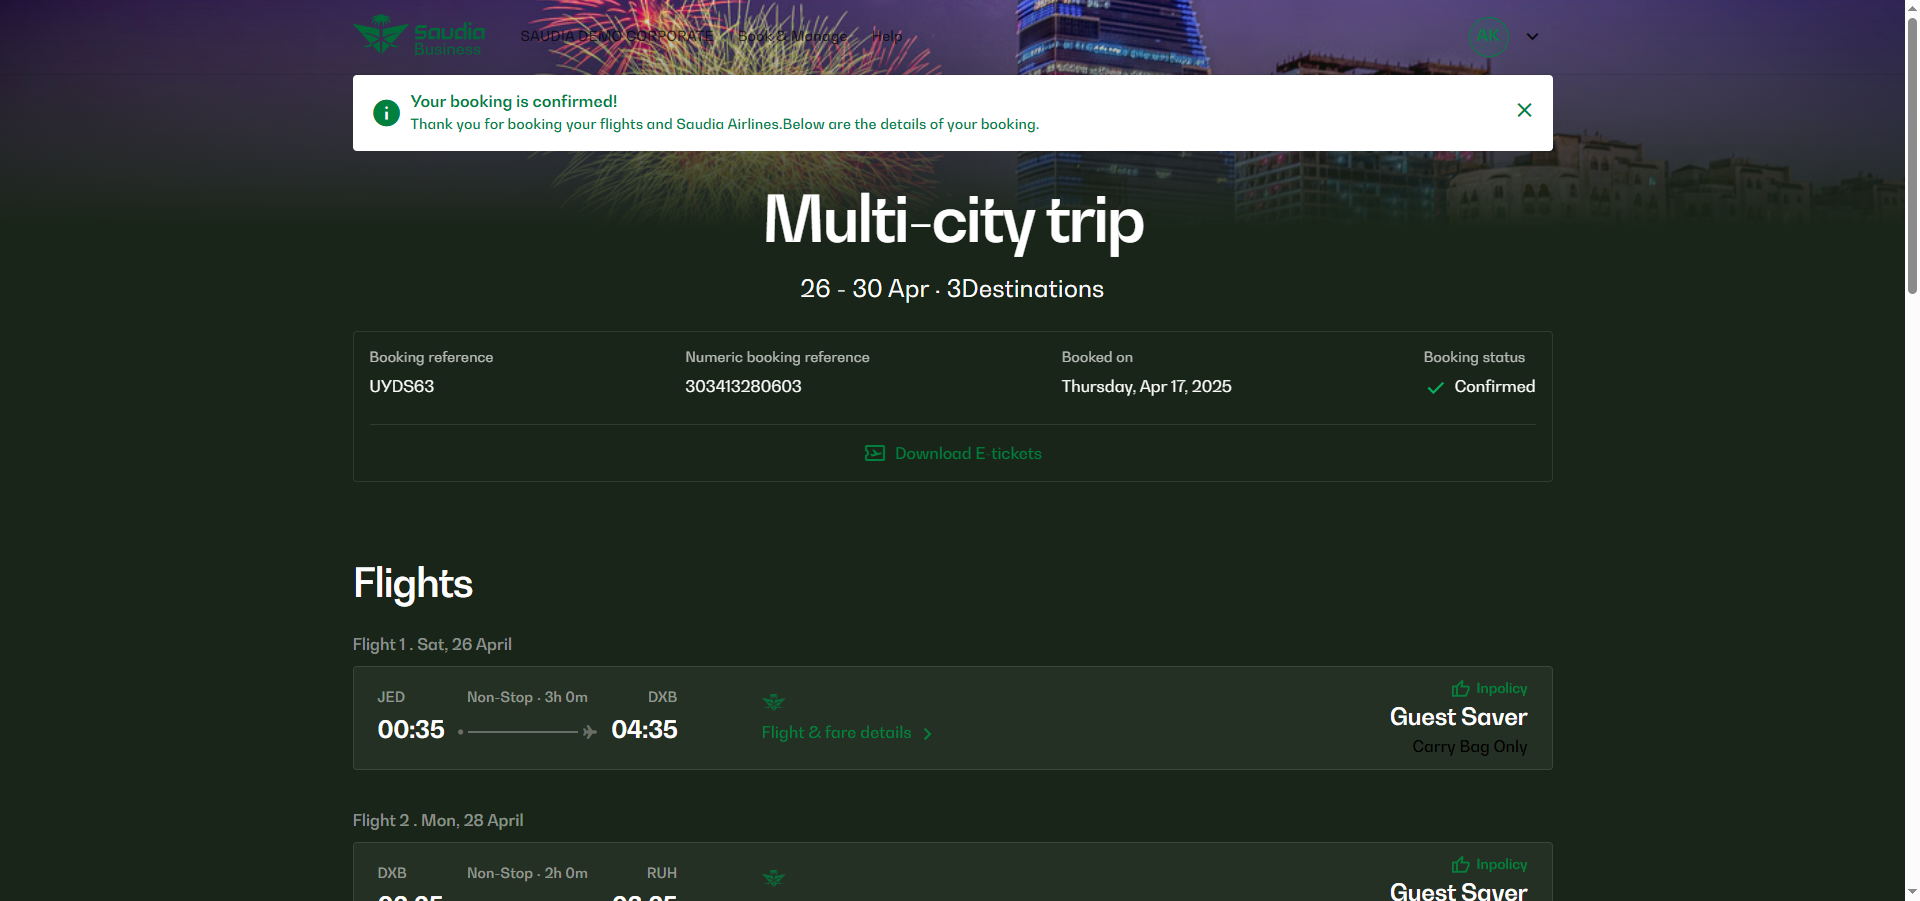 Saudia
Business
SAUDIA DEMO CORPORATE
Book & Manage
Help
AK
Your booking is confirmed!
Thank you for booking your flights and Saudia Airlines.Below are the details of your booking.
Multi-city trip
26 - 30 Apr · 3Destinations
Booking reference
UYDS63
Numeric booking reference
303413280603
Booked on
Thursday, Apr 17, 2025
Booking status
Confirmed
Download E-tickets
Flights
Flight 1 . Sat, 26 April
JED
Non-Stop · 3h 0m
DXB
00:35
04:35
Flight & fare details
Inpolicy
Guest Saver
Carry Bag Only
Flight 2 . Mon, 28 April
DXB
Non-Stop · 2h 0m
RUH
Inpolicy
Guest Saver